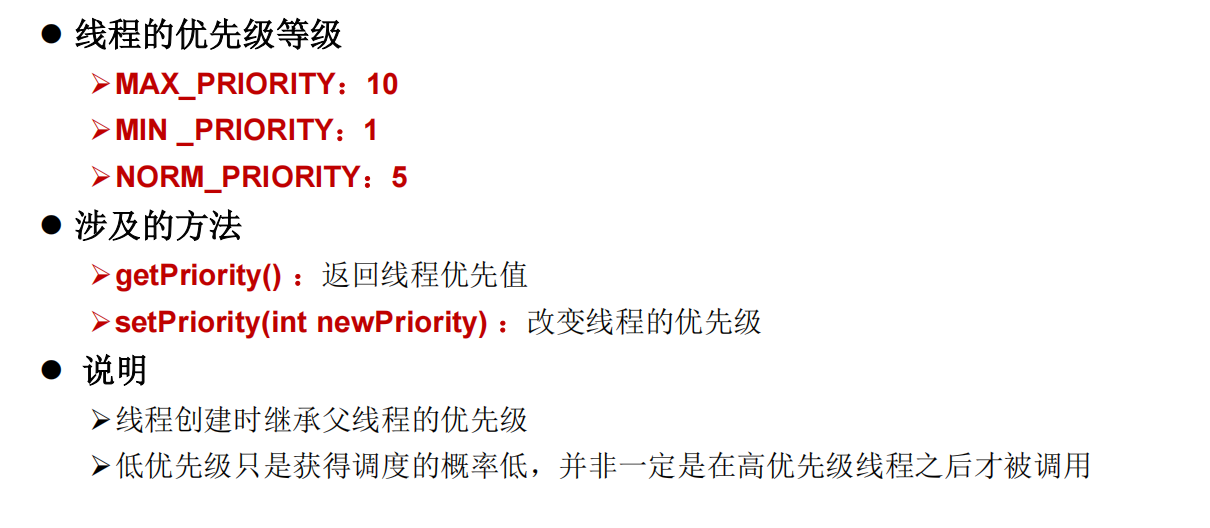 ● 线程的优先级等级
➢MAX_PRIORITY：10
➢MIN _PRIORITY：1
➢NORM_PRIORITY：5
● 涉及的方法
➢getPriority() ：返回线程优先值
➢setPriority(int newPriority) ：改变线程的优先级
● 说明
➢线程创建时继承父线程的优先级
➢低优先级只是获得调度的概率低，并非一定是在高优先级线程之后才被调用